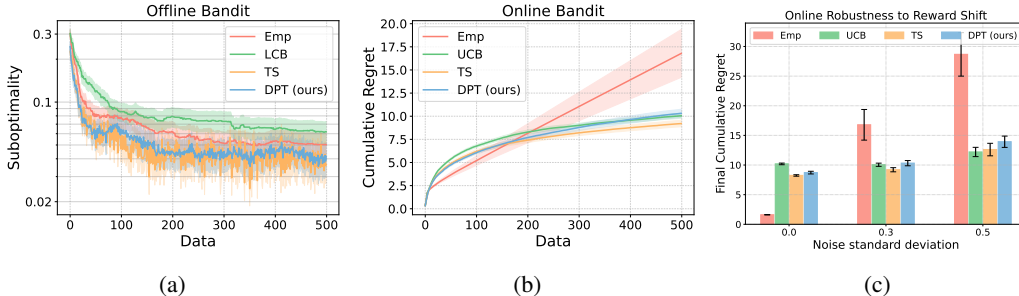 Offline Bandit
Suboptimality
0.3
0.1
0.02
Emp
LCB
TS
DPT (ours)
0
100
200
300
400
500
Data
(a)
Online Bandit
Cumulative Regret
20.0
17.5
15.0
12.5
10.0
7.5
5.0
2.5
0.0
Emp
UCB
TS
DPT (ours)
0
100
200
300
400
500
Data
(b)
Online Robustness to Reward Shift
Final Cumulative Regret
Emp
UCB
TS
DPT (ours)
30
25
20
15
10
5
0
0.0
0.3
0.5
Noise standard deviation
(c)